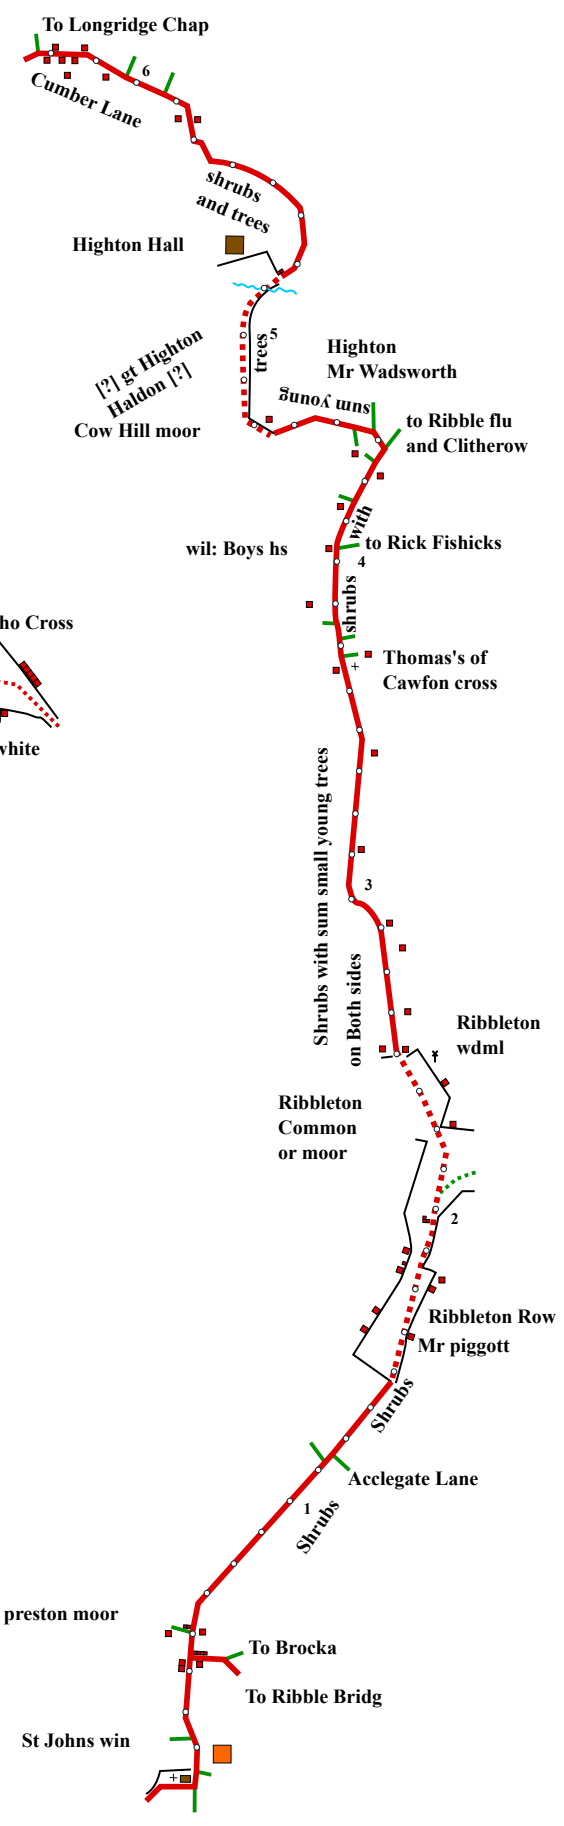 To Longridge Chap
6
Cumber Lane
shrubs
and trees
Highton Hall
5
trees
[?] gt Highton
Haldon [?]
Cow Hill moor
Highton
Mr Wadsworth
sum young
to Ribble flu
and Clitherow
with
wil: Boys hs
to Rick Fishicks
4
shrubs
ho Cross
Thomas's of
Cawfon cross
+
white
Shrubs with sum small young trees
on Both sides
3
Ribbleton
wdml
Ribbleton
Common
or moor
2
Ribbleton Row
Mr piggott
Shrubs
Acclegate Lane
1
Shrubs
preston moor
To Brocka
To Ribble Bridg
St Johns win
+